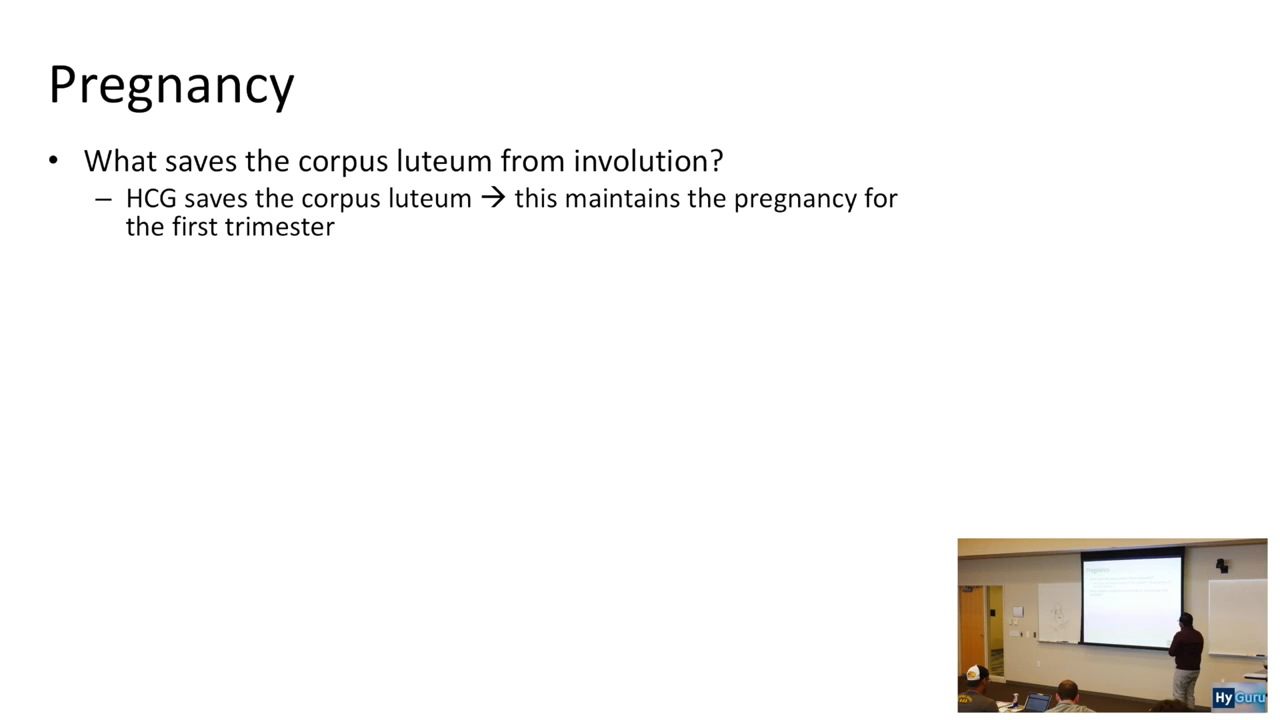 Pregnancy
• What saves the corpus luteum from involution?
– HCG saves the corpus luteum → this maintains the pregnancy for
the first trimester
Hy Guru